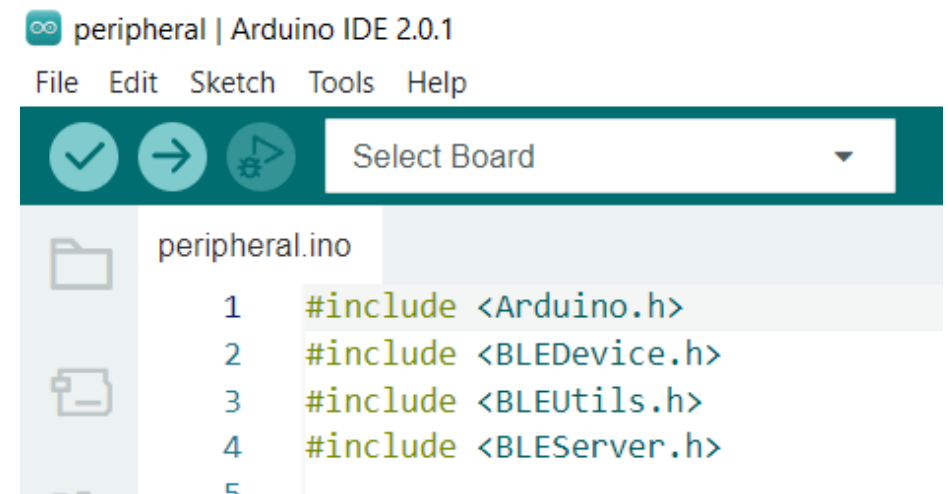 peripheral | Arduino IDE 2.0.1
File Edit Sketch Tools Help
Select Board
peripheral.ino
1 #include <Arduino.h>
2 #include <BLEDevice.h>
3 #include <BLEUtils.h>
4 #include <BLEServer.h>
5